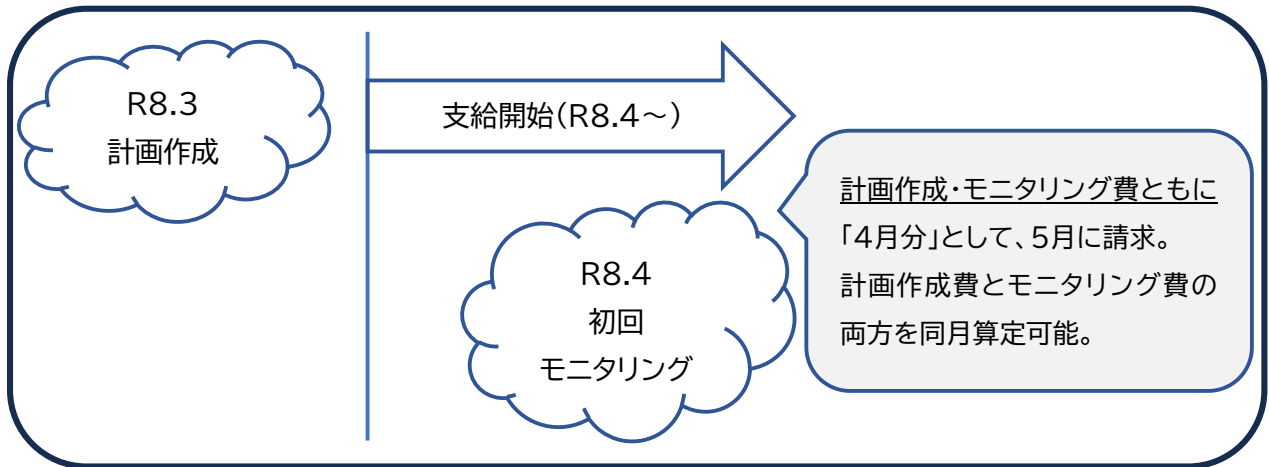 R8.3
計画作成
支給開始(R8.4~)
R8.4
初回
モニタリング
計画作成・モニタリング費ともに
「4月分」として、5月に請求。
計画作成費とモニタリング費の
両方を同月算定可能。